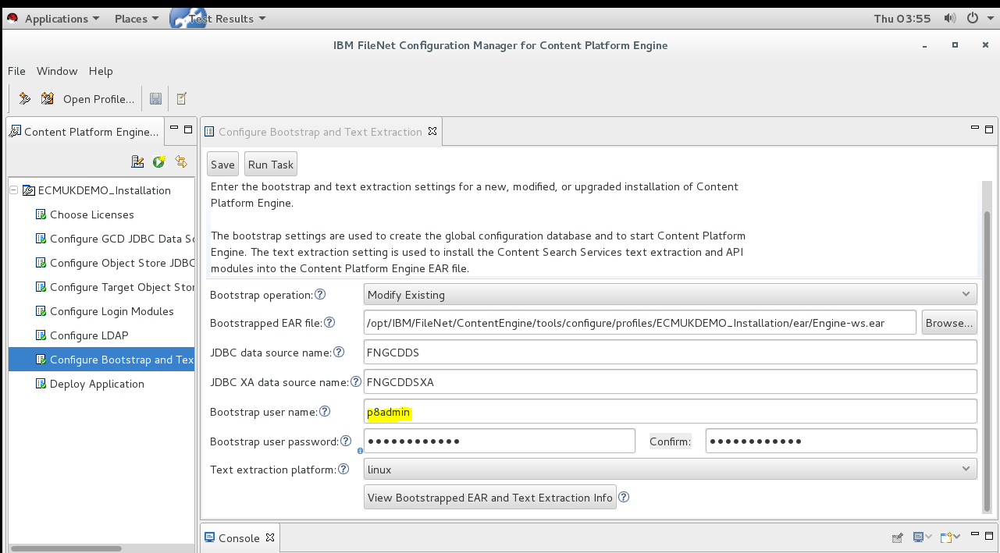 Applications Places Test Results Thu 03:55
IBM FileNet Configuration Manager for Content Platform Engine
File Window Help
Open Profile...
Content Platform Engine...
ECMUKDEMO_Installation
Choose Licenses
Configure GCD JDBC Data So
Configure Object Store JDBC
Configure Target Object Stor
Configure Login Modules
Configure LDAP
Configure Bootstrap and Tex
Deploy Application
Configure Bootstrap and Text Extraction
Save Run Task
Enter the bootstrap and text extraction settings for a new, modified, or upgraded installation of Content
Platform Engine.
The bootstrap settings are used to create the global configuration database and to start Content Platform
Engine. The text extraction setting is used to install the Content Search Services text extraction and API
modules into the Content Platform Engine EAR file.
Bootstrap operation: Modify Existing
Bootstrapped EAR file: /opt/IBM/FileNet/ContentEngine/tools/configure/profiles/ECMUKDEMO_Installation/ear/Engine-ws.ear Browse...
JDBC data source name: FNGCDDS
JDBC XA data source name: FNGCDDSXA
Bootstrap user name: p8admin
Bootstrap user password: •••••••••••• Confirm: ••••••••••••
Text extraction platform: linux
View Bootstrapped EAR and Text Extraction Info
Console